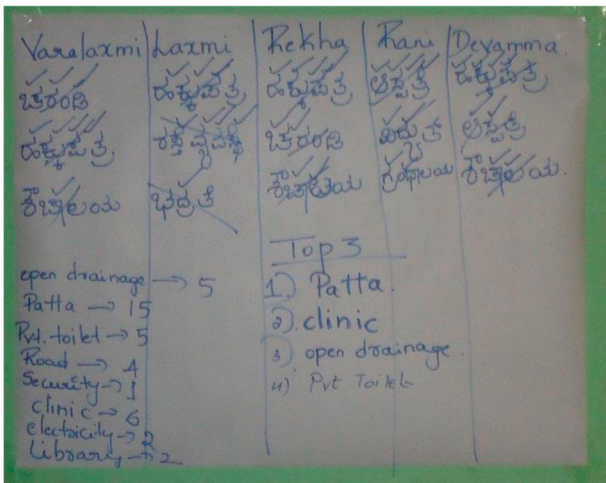 Varalaxmi Laxmi Rekha Rani Devamma.
ಚರಂಡಿ ಹಕ್ಕುಪತ್ರ ಹಕ್ಕುಪತ್ರ ಆಸ್ಪತ್ರೆ ಹಕ್ಕುಪತ್ರ
ಹಕ್ಕುಪತ್ರ ಚರಂಡಿ ವಿದ್ಯುತ್ ಆಸ್ಪತ್ರೆ
ಶೌಚಾಲಯ ಭದ್ರತೆ ಶೌಚಾಲಯ ಗ್ರಂಥಾಲಯ ಶೌಚಾಲಯ.
open drainage → 5
Patta → 15
Pvt. toilet → 5
Road → 4
Security → 1
clinic → 6
electricity → 2
Library → 2
Top 3
1) Patta.
2) clinic
3) open drainage.
4) Pvt Toilet